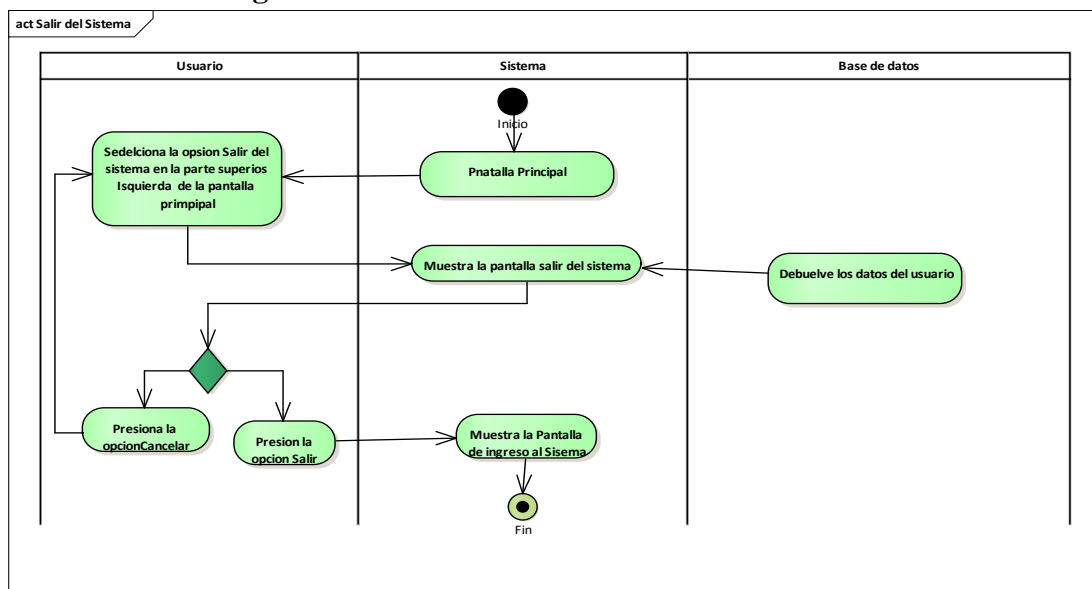 act Salir del Sistema
Usuario
Sistema
Base de datos
Inicio
Sedelciona la opsion Salir del
sistema en la parte superios
Isquierda de la pantalla
primpipal
Pnatalla Principal
Muestra la pantalla salir del sistema
Debuelve los datos del usuario
Presiona la
opcionCancelar
Presion la
opcion Salir
Muestra la Pantalla
de ingreso al Sisema
Fin